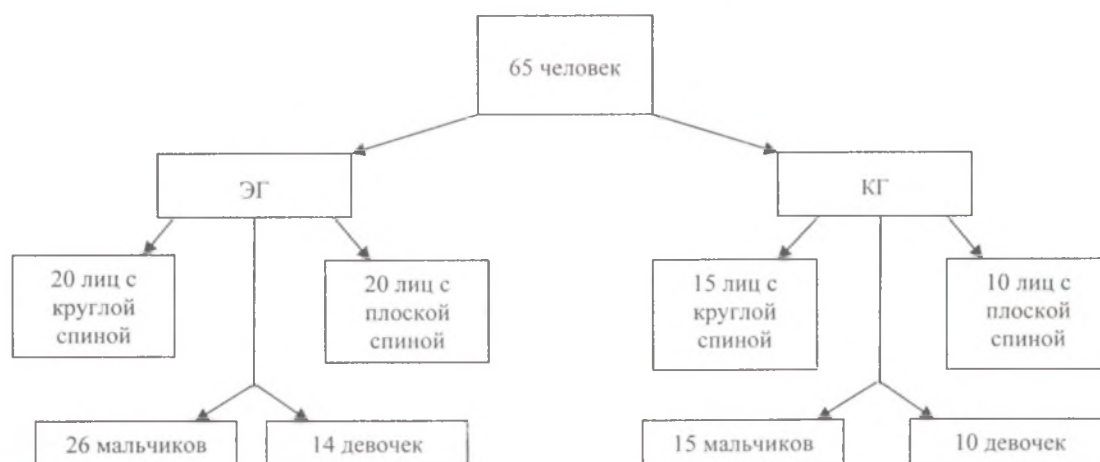 65 человек
ЭГ
КГ
20 лиц с
круглой
спиной
20 лиц с
плоской
спиной
15 лиц с
круглой
спиной
10 лиц с
плоской
спиной
26 мальчиков
14 девочек
15 мальчиков
10 девочек